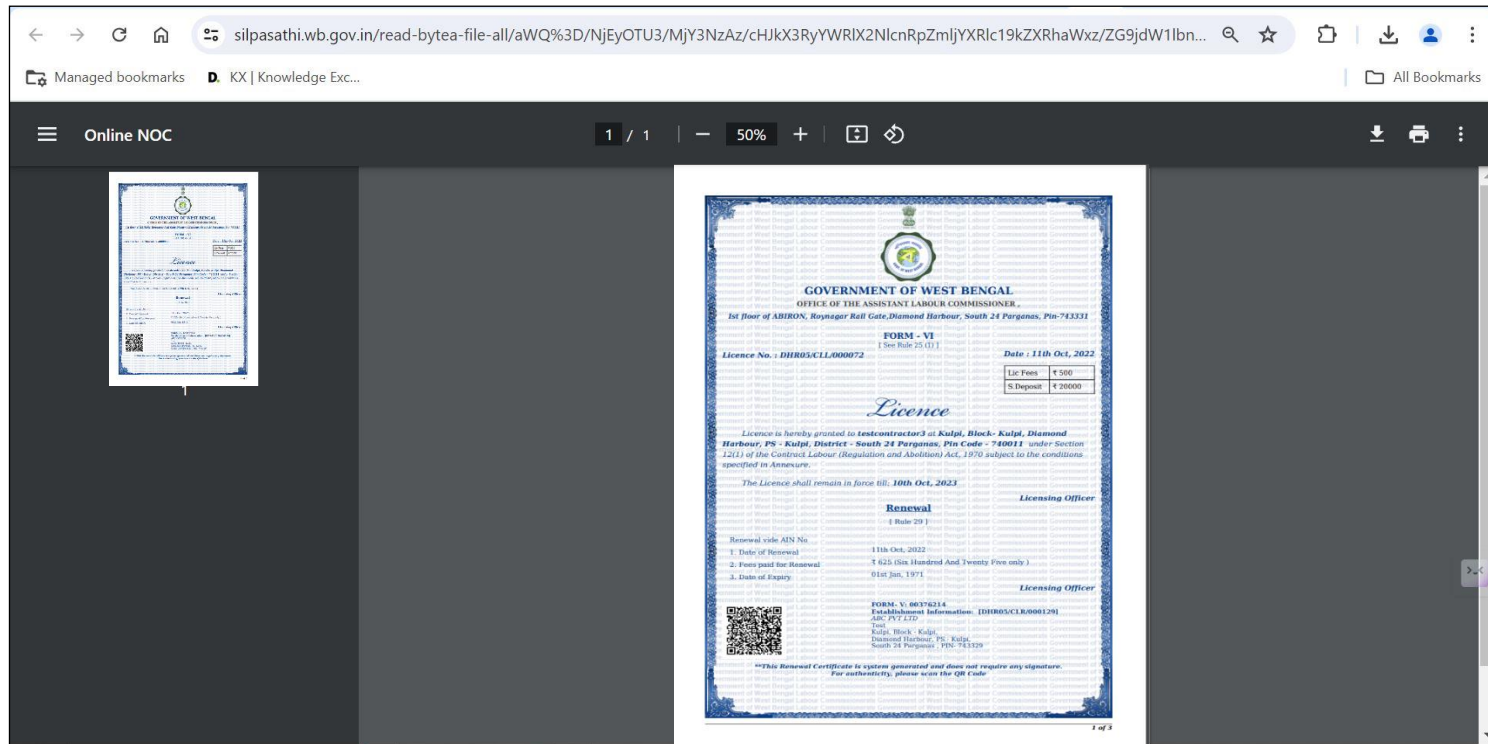 silpasathi.wb.gov.in/read-bytea-file-all/aWQ%3D/NjEyOTU3/MjY3NzAz/cHJkX3RyYWRlX2NlcnRpZmljYXRlc19kZXRhaWxz/ZG9jdW1lbn...
Managed bookmarks
D. KX | Knowledge Exc...
All Bookmarks
Online NOC
1 / 1
50%
1
GOVERNMENT OF WEST BENGAL
OFFICE OF THE ASSISTANT LABOUR COMMISSIONER ,
Ist floor of ABIRON, Roynagar Rail Gate,Diamond Harbour, South 24 Parganas, Pin-743331
FORM - VI
[ See Rule 25 (1) ]
Licence No. : DHR05/CLL/000072
Date : 11th Oct, 2022
Lic Fees ₹ 500
S.Deposit ₹ 20000
Licence
Licence is hereby granted to testcontractor3 at Kulpi, Block- Kulpi, Diamond
Harbour, PS - Kulpi, District - South 24 Parganas, Pin Code - 740011 under Section
12(1) of the Contract Labour (Regulation and Abolition) Act, 1970 subject to the conditions
specified in Annexure.
The Licence shall remain in force till: 10th Oct, 2023
Licensing Officer
Renewal
[ Rule 29 ]
Renewal vide AIN No
1. Date of Renewal 11th Oct, 2022
2. Fees paid for Renewal ₹ 625 (Six Hundred And Twenty Five only )
3. Date of Expiry 01st Jan, 1971
Licensing Officer
FORM- V: 00376214
Establishment Information: [DHR05/CLR/000129]
ABC PVT LTD
Test
Kulpi, Block - Kulpi,
Diamond Harbour, PS - Kulpi,
South 24 Parganas , PIN- 743329
**This Renewal Certificate is system generated and does not require any signature.
For authenticity, please scan the QR Code
1 of 3